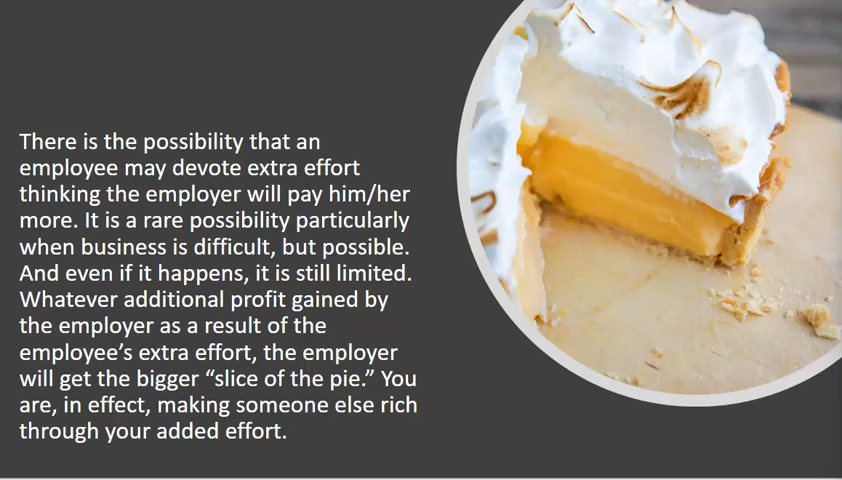 There is the possibility that an
employee may devote extra effort
thinking the employer will pay him/her
more. It is a rare possibility particularly
when business is difficult, but possible.
And even if it happens, it is still limited.
Whatever additional profit gained by
the employer as a result of the
employee’s extra effort, the employer
will get the bigger “slice of the pie.” You
are, in effect, making someone else rich
through your added effort.